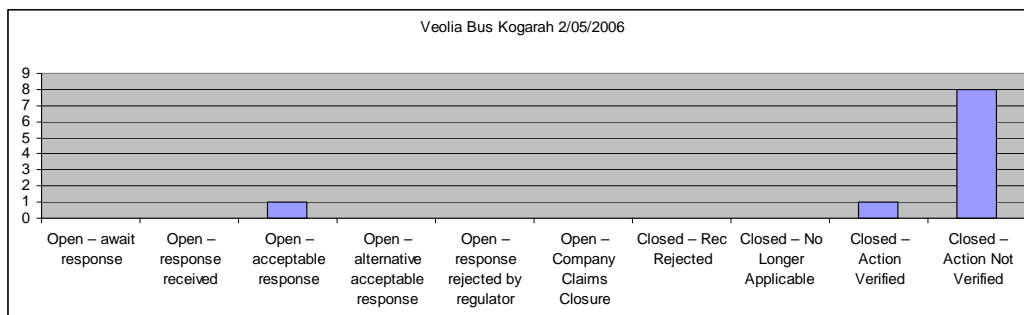 Veolia Bus Kogarah 2/05/2006
9
8
7
6
5
4
3
2
1
0
Open – await
response
Open –
response
received
Open –
acceptable
response
Open –
alternative
acceptable
response
Open –
response
rejected by
regulator
Open –
Company
Claims
Closure
Closed – Rec
Rejected
Closed – No
Longer
Applicable
Closed –
Action
Verified
Closed –
Action Not
Verified